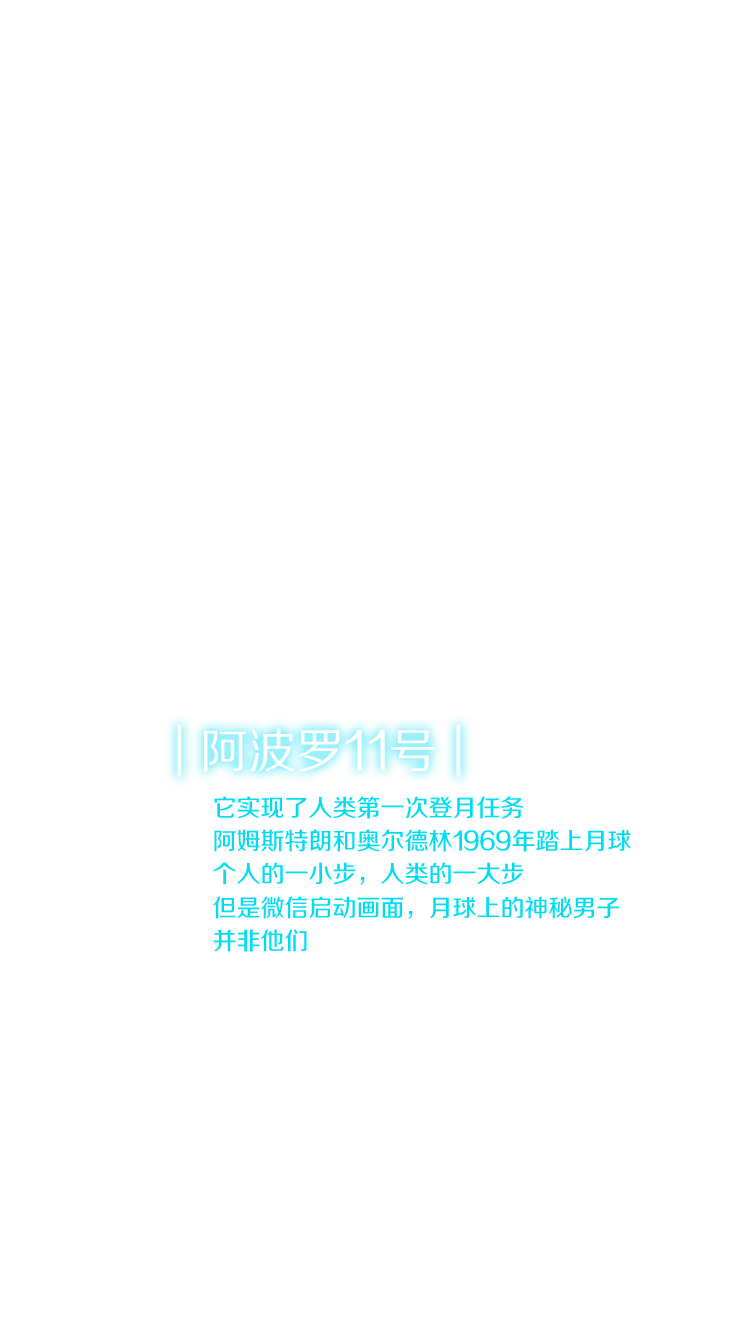 | 阿波罗11号 |
它实现了人类第一次登月任务
阿姆斯特朗和奥尔德林1969年踏上月球
个人的一小步，人类的一大步
但是微信启动画面，月球上的神秘男子
并非他们